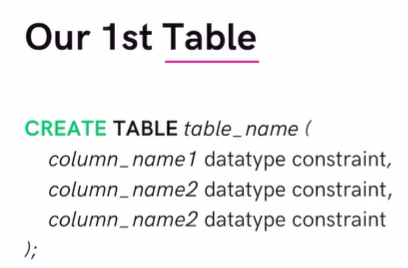 Our 1st Table
CREATE TABLE table_name (
column_name1 datatype constraint,
column_name2 datatype constraint,
column_name2 datatype constraint
);